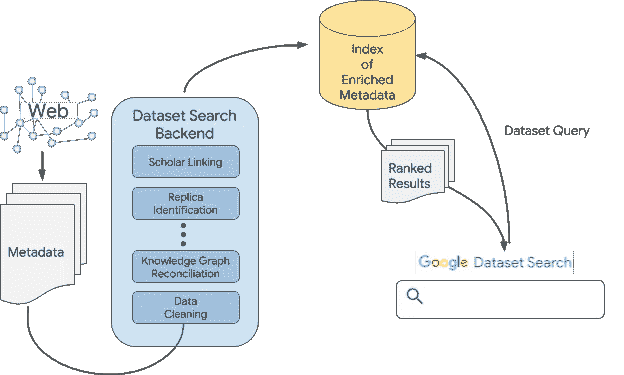 Web
Metadata
Dataset Search
Backend
Scholar Linking
Replica
Identification
Knowledge Graph
Reconciliation
Data
Cleaning
Index
of
Enriched
Metadata
Ranked
Results
Dataset Query
Google Dataset Search